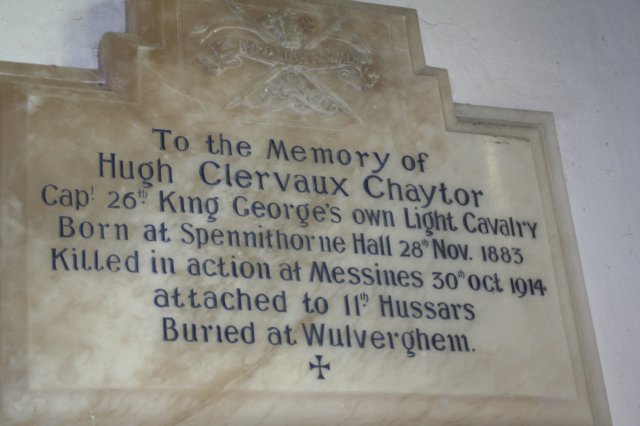 To the Memory of
Hugh Clervaux Chaytor
Capt 26th King George's own Light Cavalry
Born at Spennithorne Hall 28th Nov. 1883
Killed in action at Messines 30th Oct 1914
attached to 11th Hussars
Buried at Wulverghem.